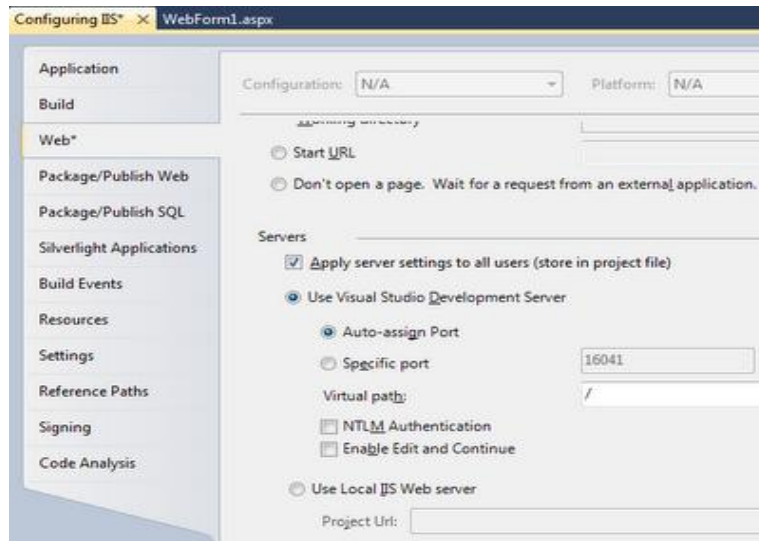 Configuring IIS* × WebForm1.aspx
Application
Build
Web*
Package/Publish Web
Package/Publish SQL
Silverlight Applications
Build Events
Resources
Settings
Reference Paths
Signing
Code Analysis
Configuration: N/A Platform: N/A
Working directory
Start URL
Don't open a page. Wait for a request from an external application.
Servers
Apply server settings to all users (store in project file)
Use Visual Studio Development Server
Auto-assign Port
Specific port 16041
Virtual path: /
NTLM Authentication
Enable Edit and Continue
Use Local IIS Web server
Project Url: